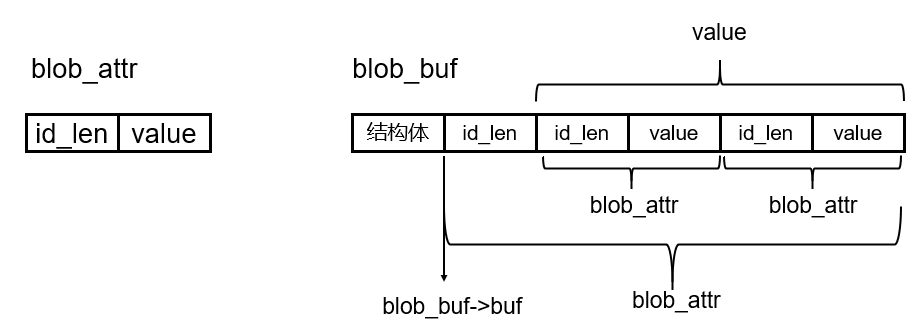 value
blob_attr
blob_buf
id_len value
结构体 id_len id_len value id_len value
blob_attr blob_attr
blob_buf->buf
blob_attr